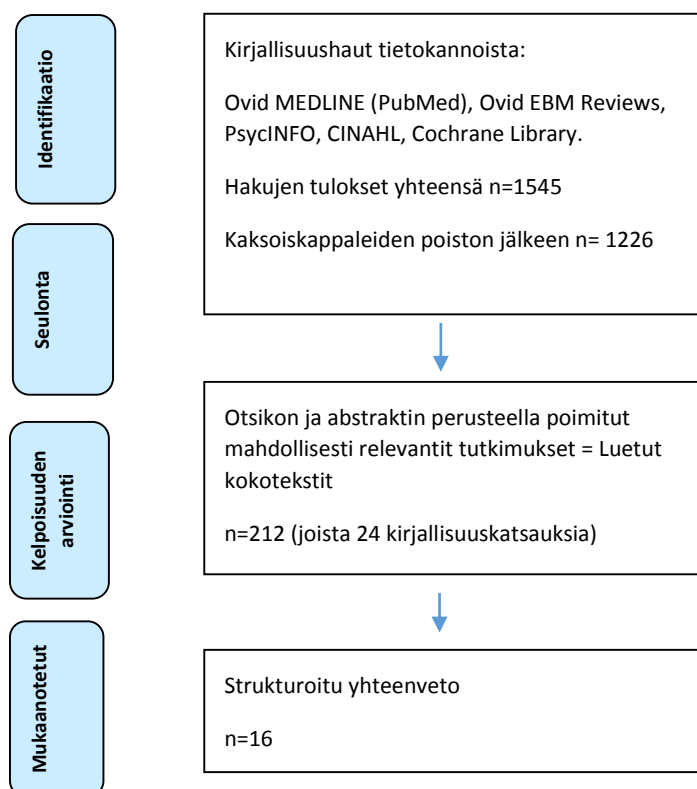 Identifikaatio
Kirjallisuushaut tietokannoista:
Ovid MEDLINE (PubMed), Ovid EBM Reviews,
PsycINFO, CINAHL, Cochrane Library.
Hakujen tulokset yhteensä n=1545
Kaksoiskappaleiden poiston jälkeen n= 1226
Seulonta
Otsikon ja abstraktin perusteella poimitut
mahdollisesti relevantit tutkimukset = Luetut
kokotekstit
n=212 (joista 24 kirjallisuuskatsauksia)
Kelpoisuuden
arviointi
Strukturoitu yhteenveto
n=16
Mukaanotetut